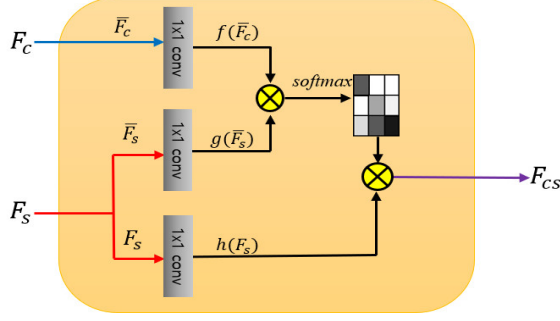 F_c
F̅_c
1x1 conv
f(F̅_c)
softmax
F̅_s
1x1 conv
g(F̅_s)
F_cs
F_s
F_s
1x1 conv
h(F_s)